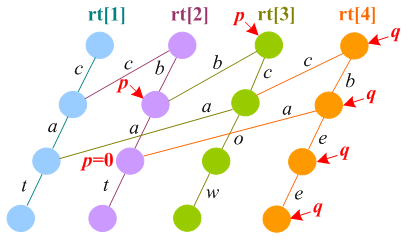 rt[1] rt[2] rt[3] rt[4]
p q
c c b b c c b
p q
a a a o a e
p=0 q
t t w e
q